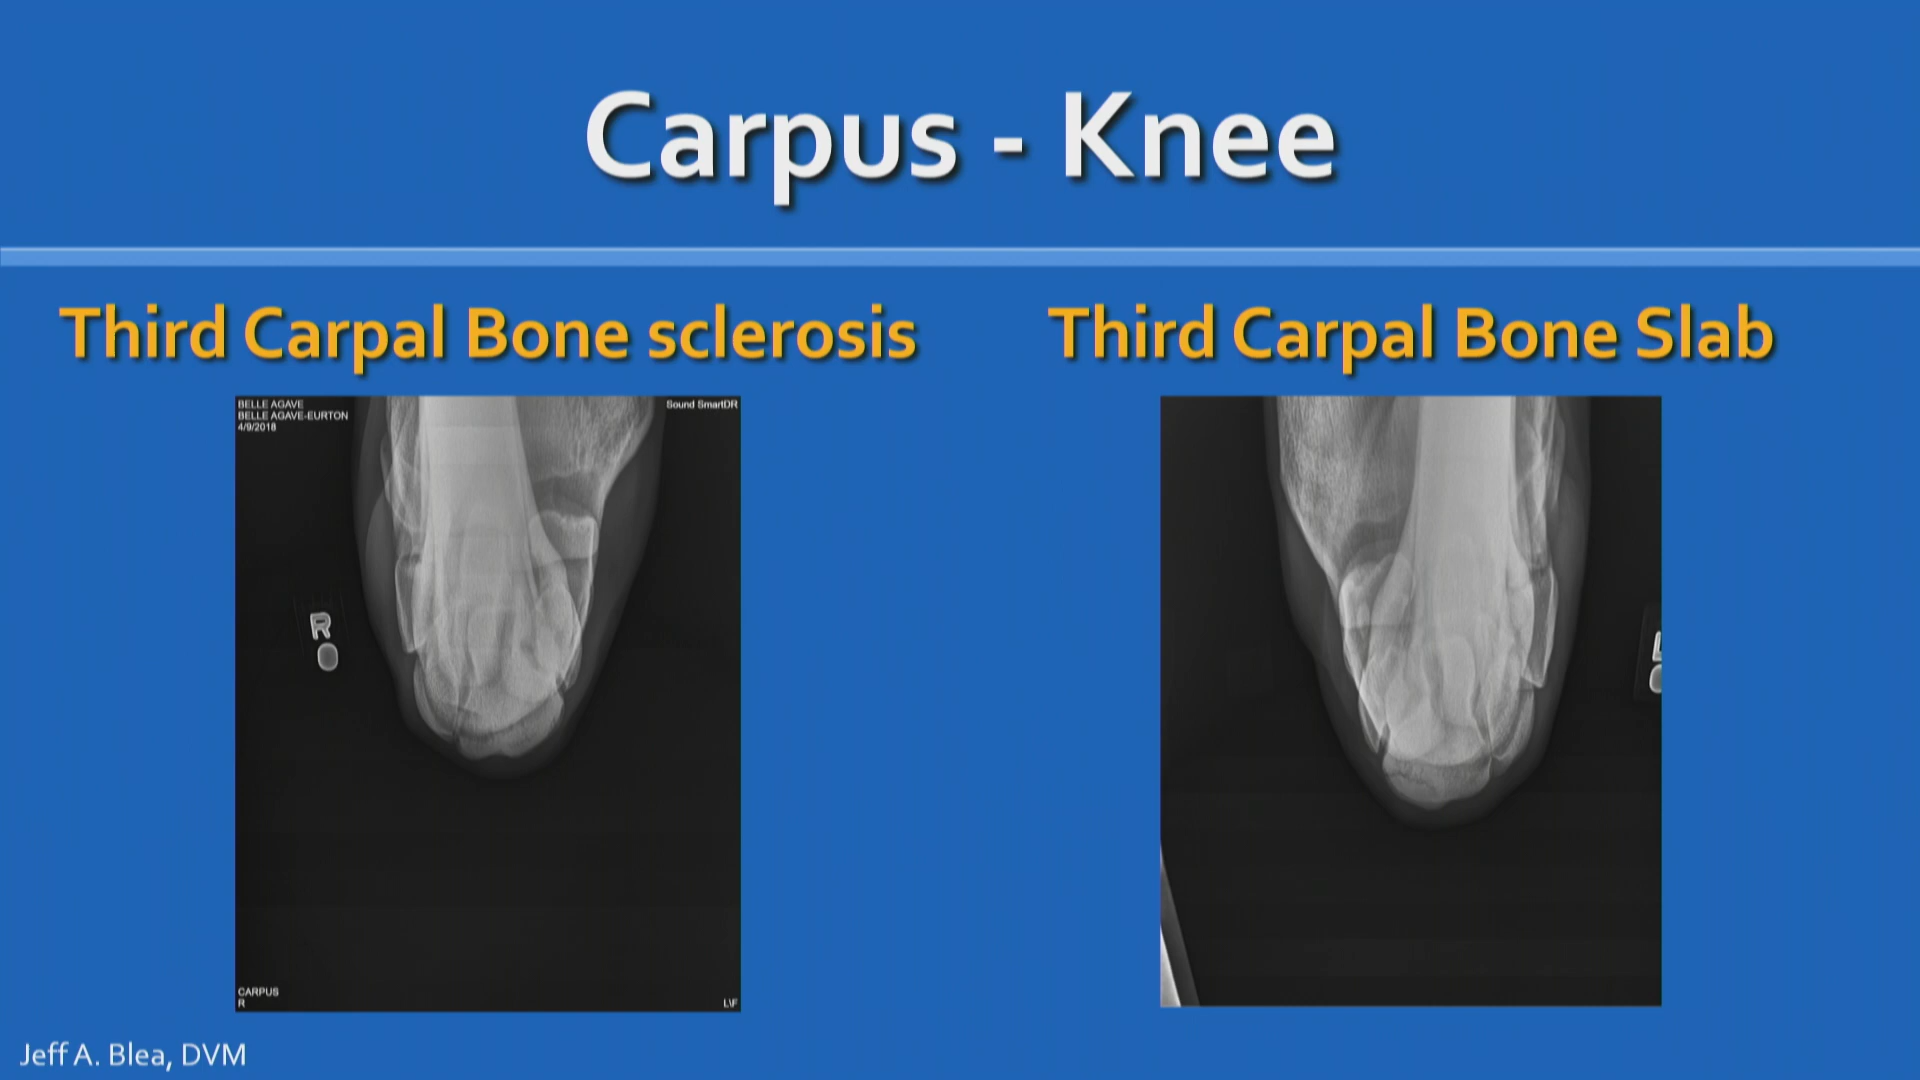 Carpus - Knee
Third Carpal Bone sclerosis
Third Carpal Bone Slab
BELLE AGAVE
BELLE AGAVE-EURTON
4/9/2018
Sound SmartDR
R
L
CARPUS
R
L\F
Jeff A. Blea, DVM